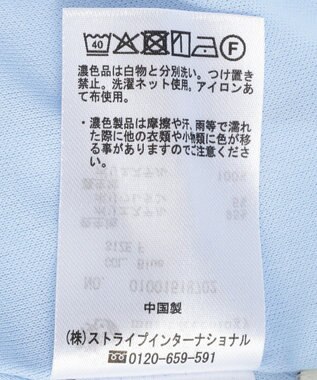 40 F
濃色品は白物と分別洗い。つけ置き
禁止。洗濯ネット使用。アイロンあ
て布使用。
・濃色製品は摩擦や汗、雨等で濡れ
た際に他の衣類や小物類に色が移
る事がありますのでご注意くださ
い。
中国製
(株)ストライプインターナショナル
0120-659-591